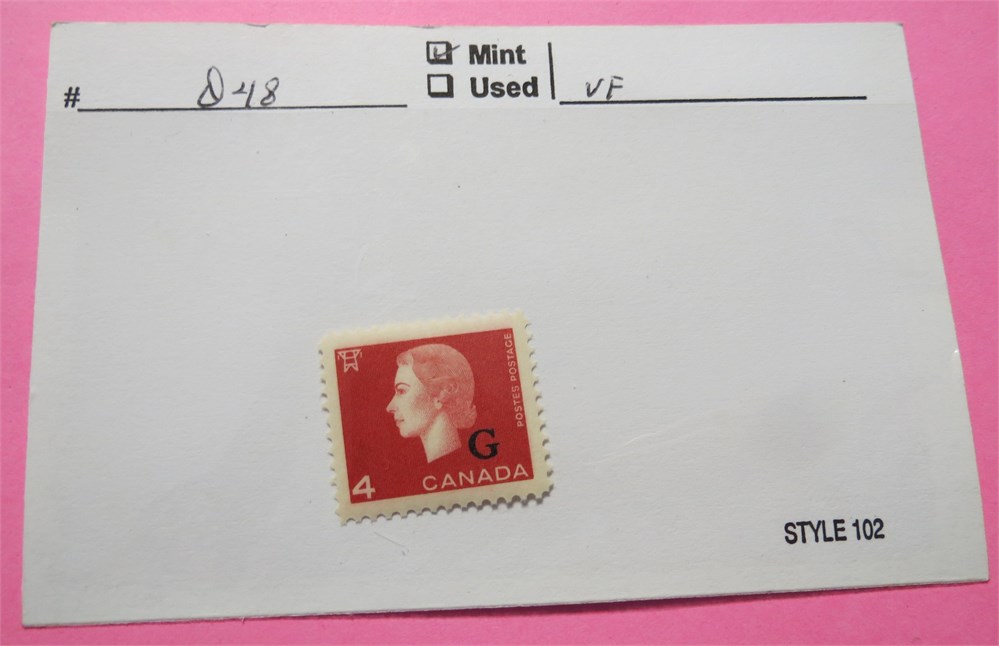 ☑ Mint
# O48
☐ Used
VF
POSTES POSTAGE
G
4 CANADA
STYLE 102